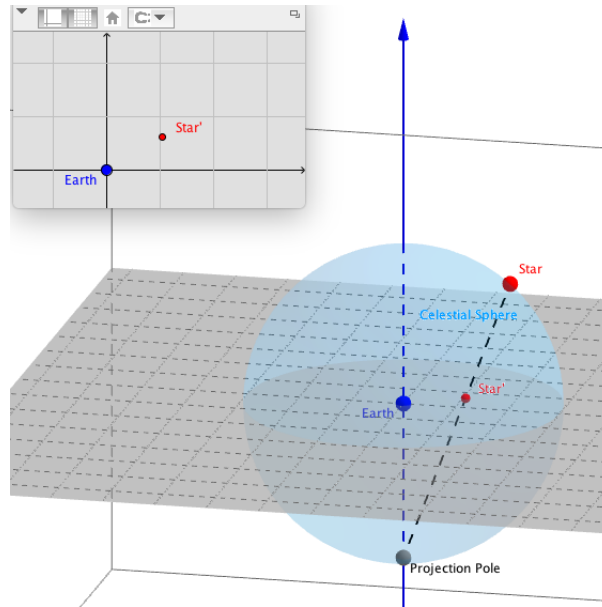 Star'
Earth
Star
Celestial Sphere
Star'
Earth
Projection Pole